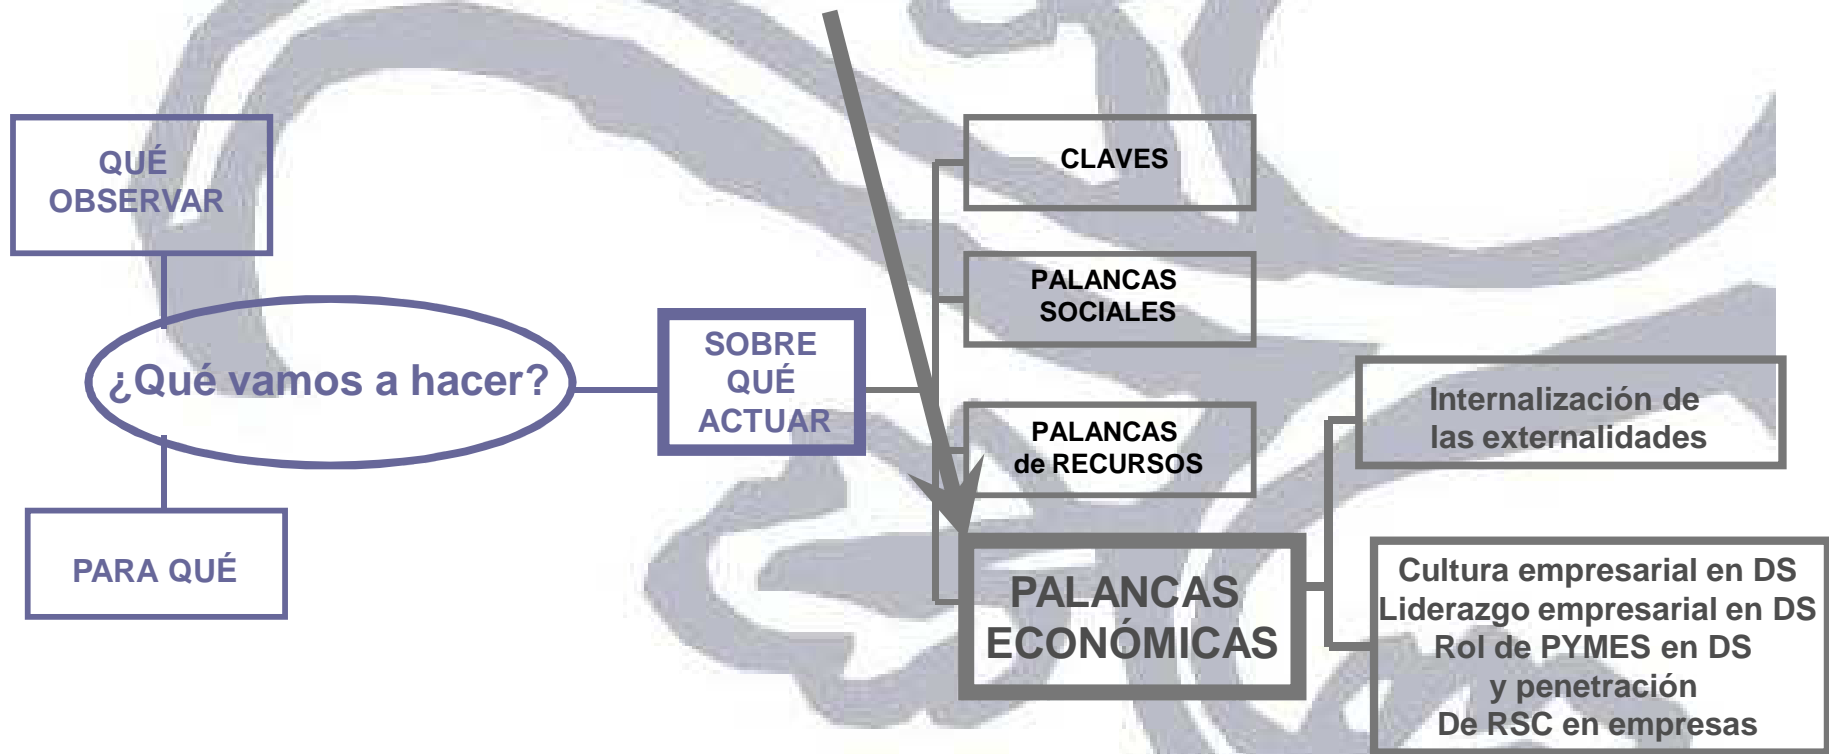 QUÉ
OBSERVAR
¿Qué vamos a hacer?
PARA QUÉ
SOBRE
QUÉ
ACTUAR
CLAVES
PALANCAS
SOCIALES
PALANCAS
de RECURSOS
PALANCAS
ECONÓMICAS
Internalización de
las externalidades
Cultura empresarial en DS
Liderazgo empresarial en DS
Rol de PYMES en DS
y penetración
De RSC en empresas